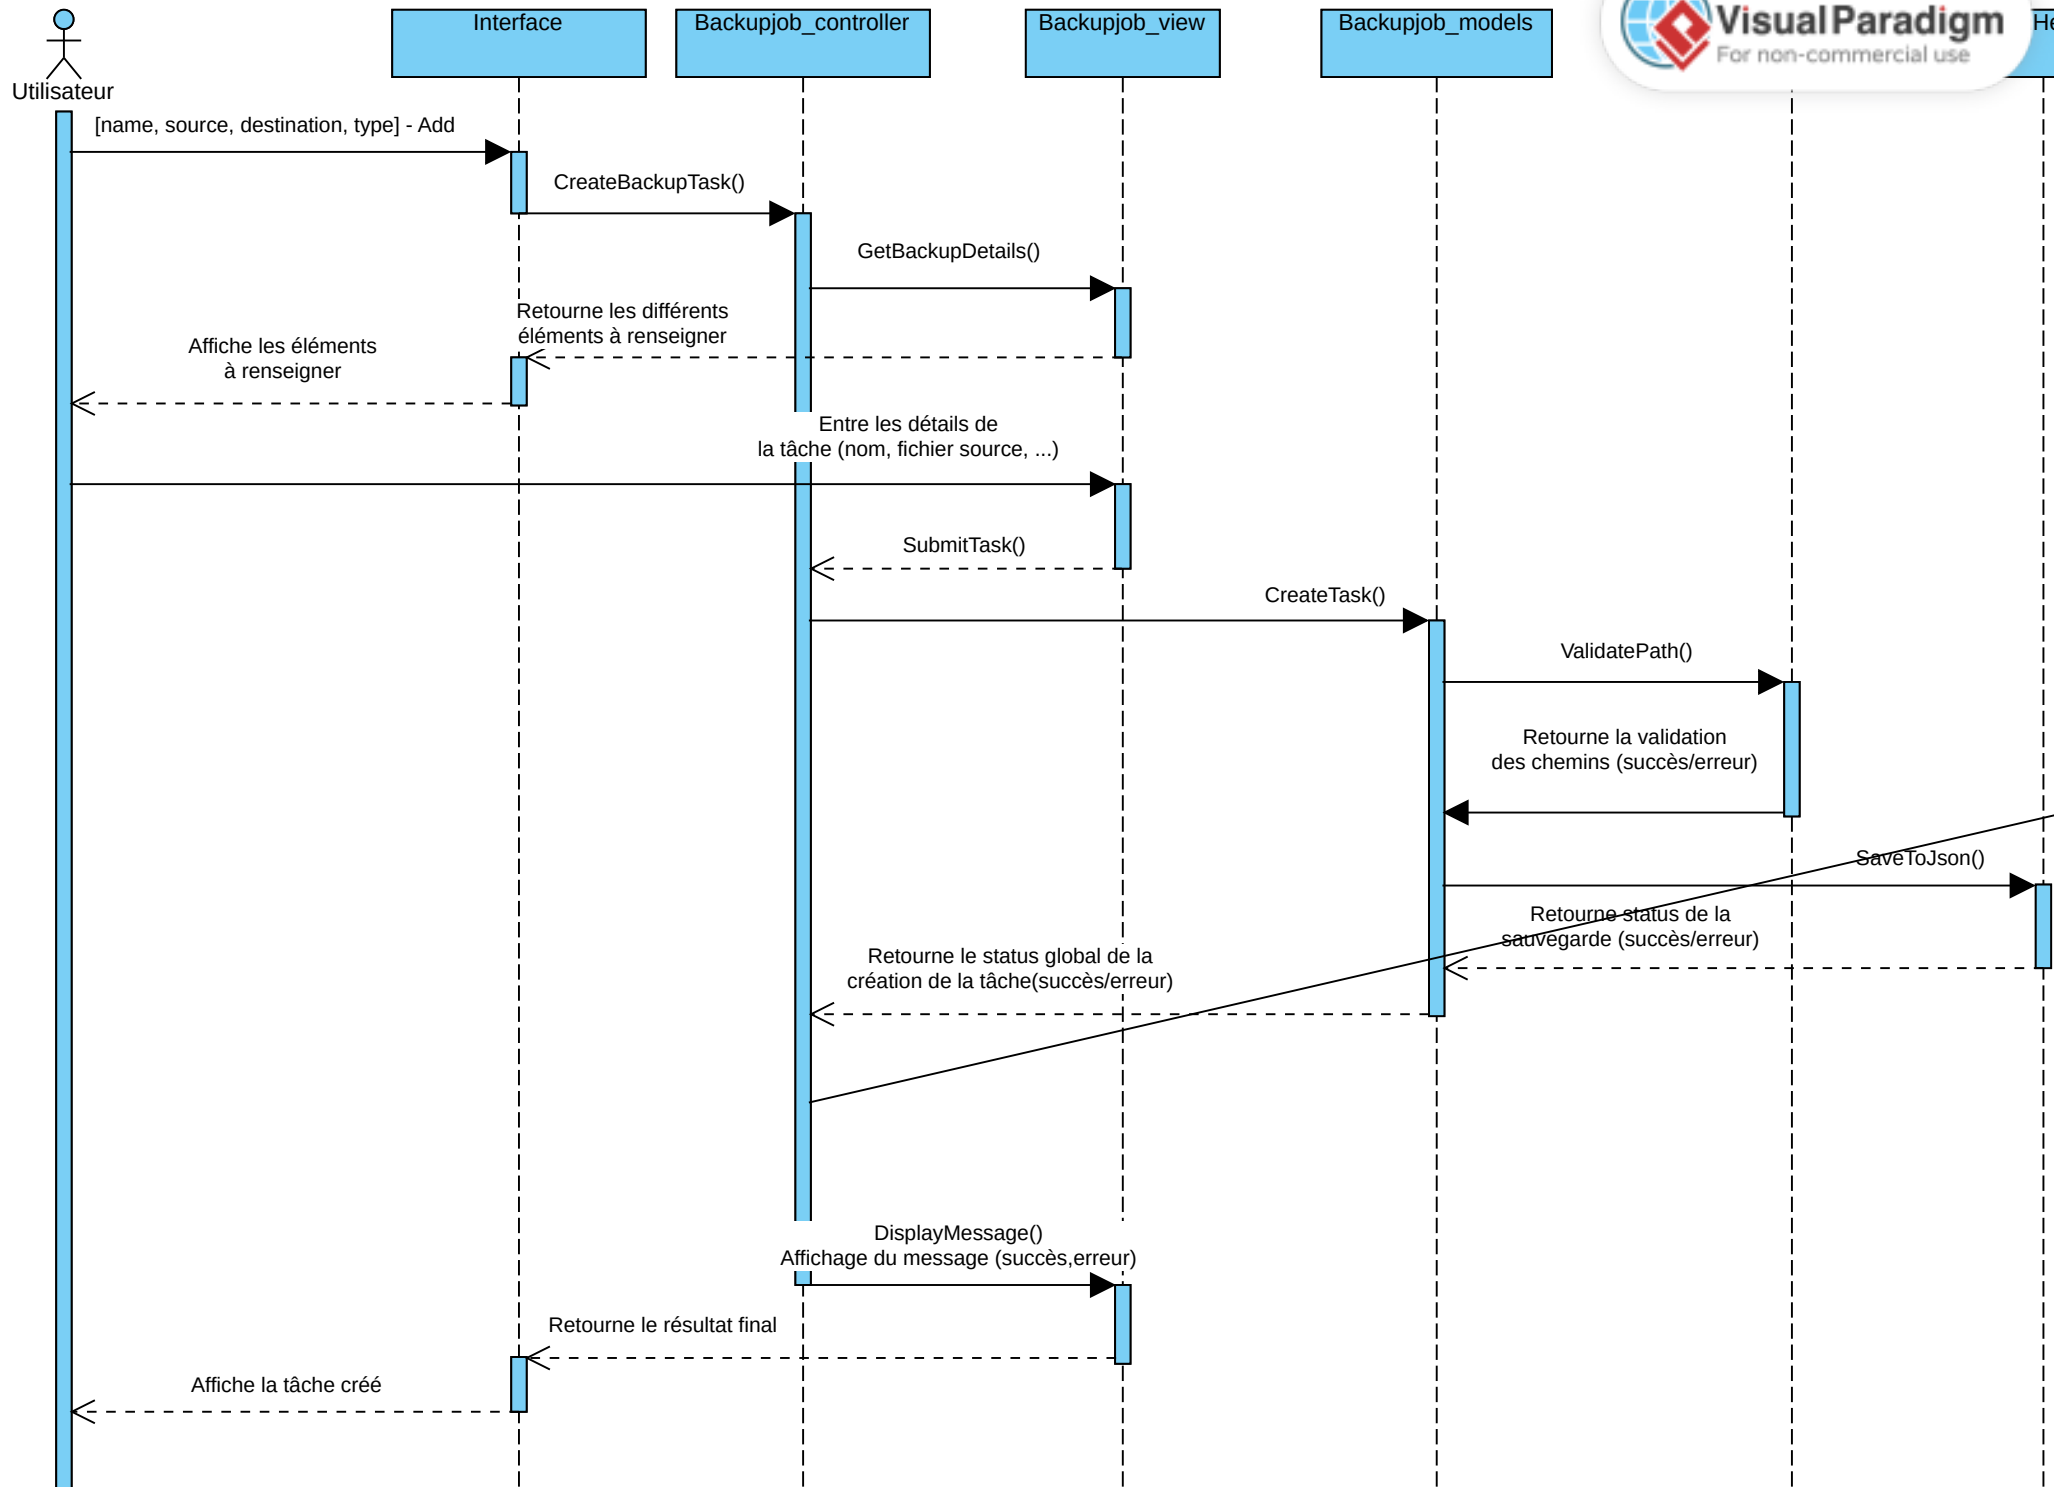 Interface
Backupjob_controller
Backupjob_view
Backupjob_models
Visual Paradigm
For non-commercial use
Utilisateur
[name, source, destination, type] - Add
CreateBackupTask()
GetBackupDetails()
Retourne les différents
éléments à renseigner
Affiche les éléments
à renseigner
Entre les détails de
la tâche (nom, fichier source, ...)
SubmitTask()
CreateTask()
ValidatePath()
Retourne la validation
des chemins (succès/erreur)
SaveToJson()
Retourne status de la
sauvegarde (succès/erreur)
Retourne le status global de la
création de la tâche(succès/erreur)
DisplayMessage()
Affichage du message (succès,erreur)
Retourne le résultat final
Affiche la tâche créé